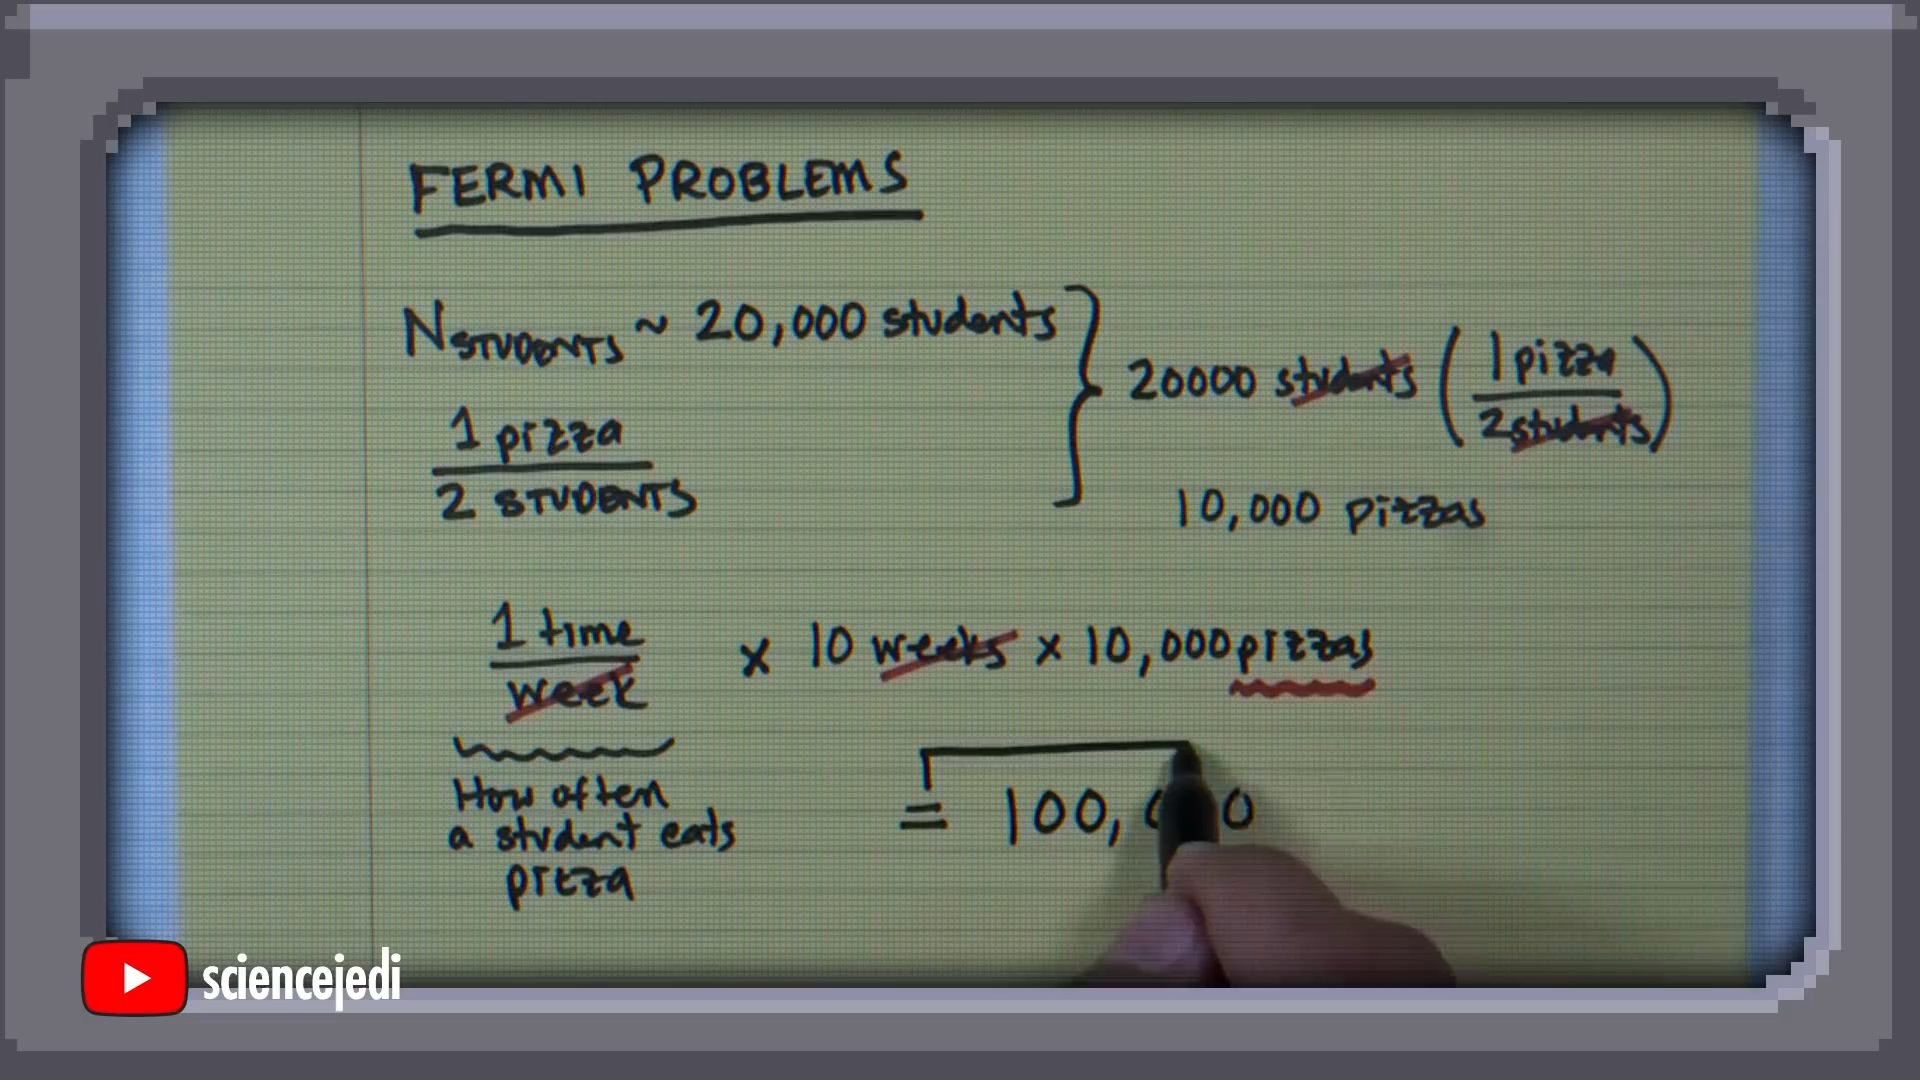 FERMI PROBLEMS
NSTUDENTS ~ 20,000 students
20000 students (1 pizza / 2 students)
1 pizza
2 STUDENTS
10,000 pizzas
1 time
week
x 10 weeks x 10,000 pizzas
How often
a student eats
pizza
= 100,000
sciencejedi